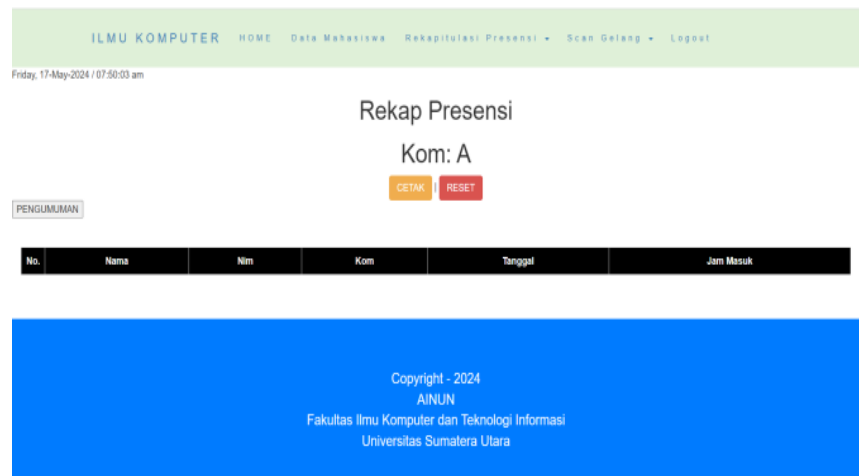 ILMU KOMPUTER HOME Data Mahasiswa Rekapitulasi Presensi Scan Gelang Logout
Friday, 17-May-2024 / 07:50:03 am
Rekap Presensi
Kom: A
CETAK | RESET
PENGUMUMAN
No. Nama Nim Kom Tanggal Jam Masuk
Copyright - 2024
AINUN
Fakultas Ilmu Komputer dan Teknologi Informasi
Universitas Sumatera Utara